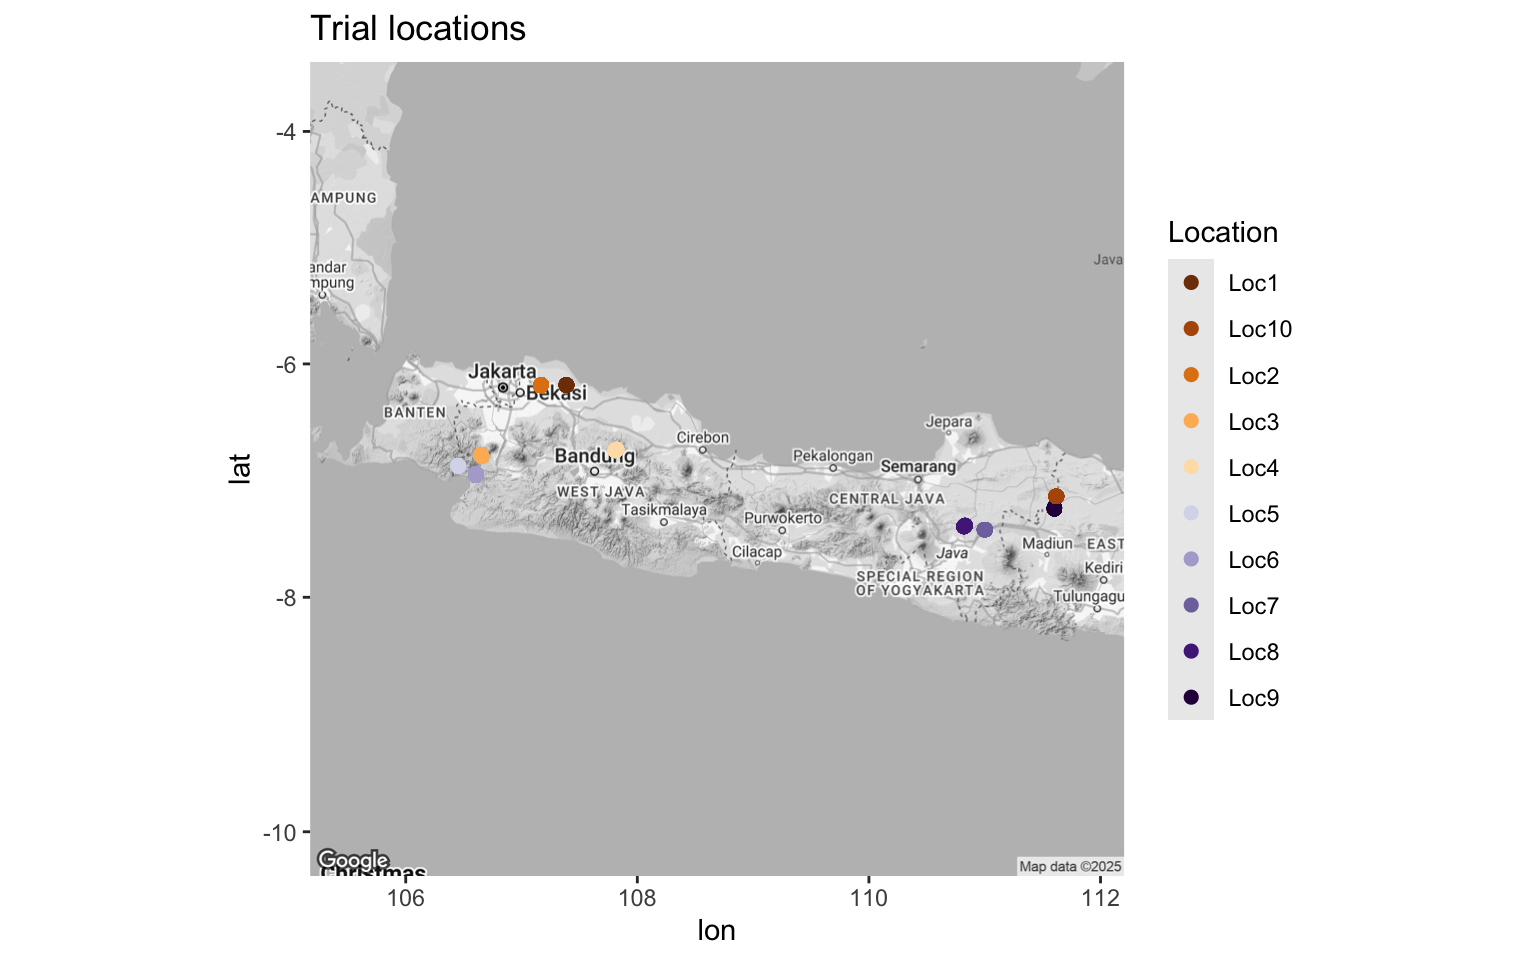 Trial locations
lat
-4
-6
-8
-10
AMPUNG
andar
mpung
Java
Jakarta
Bekasi
BANTEN
Bandung
WEST JAVA
Tasikmalaya
Cirebon
Pekalongan
Semarang
Jepara
CENTRAL JAVA
Purwokerto
Cilacap
Java
SPECIAL REGION
OF YOGYAKARTA
Madiun
EAST
Kediri
Tulungagu
Google
Christmas
Map data ©2025
106
108
110
112
lon
Location
Loc1
Loc10
Loc2
Loc3
Loc4
Loc5
Loc6
Loc7
Loc8
Loc9